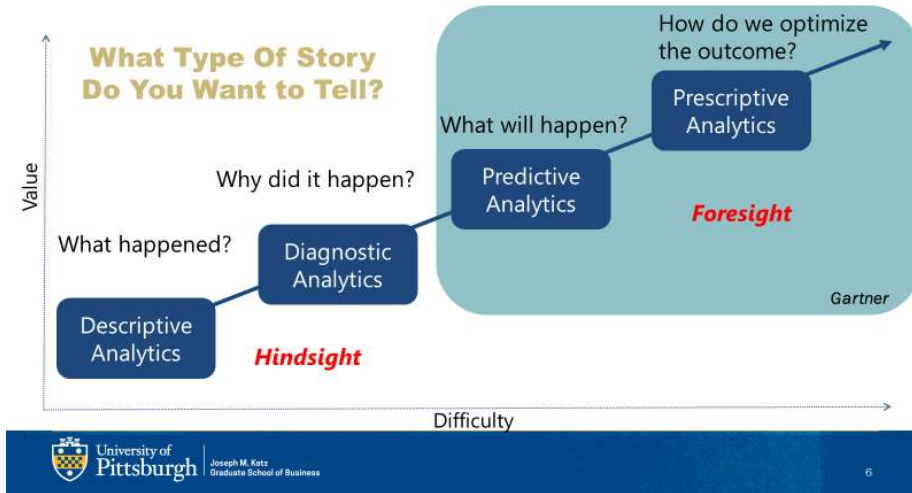 What Type Of Story
Do You Want to Tell?
How do we optimize
the outcome?
Prescriptive
Analytics
What will happen?
Predictive
Analytics
Foresight
Why did it happen?
Diagnostic
Analytics
What happened?
Descriptive
Analytics
Hindsight
Gartner
Value
Difficulty
University of
Pittsburgh
Joseph M. Katz
Graduate School of Business
6